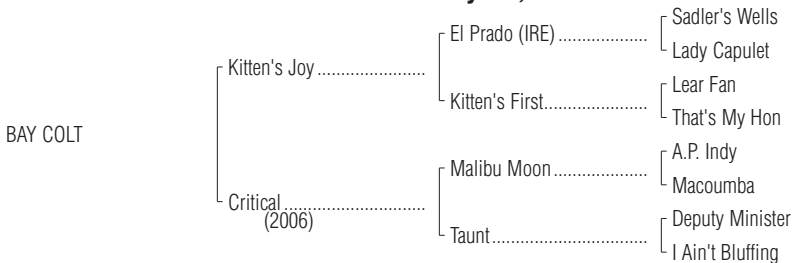 Sadler's Wells
El Prado (IRE) ....................
Lady Capulet
Kitten's Joy ........................
Lear Fan
Kitten's First........................
That's My Hon
BAY COLT
A.P. Indy
Malibu Moon .....................
Macoumba
Critical ................................
(2006)
Deputy Minister
Taunt....................................
I Ain't Bluffing